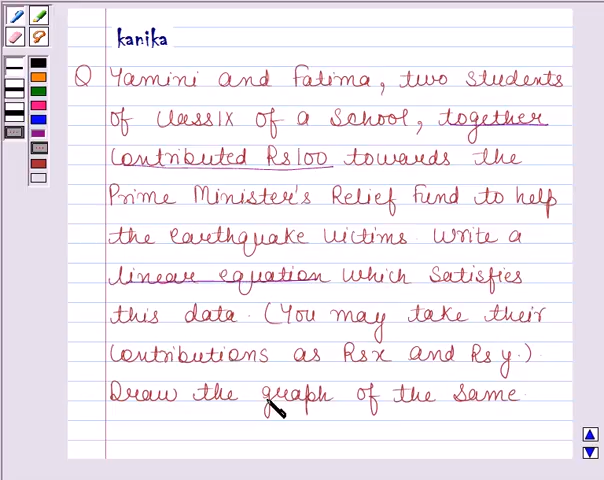 kanika
Q Yamini and Fatima, two students
of Class IX of a School, together
Contributed Rs 100 towards the
Prime Minister's Relief Fund to help
the earthquake victims. Write a
linear equation which satisfies
this data. (You may take their
Contributions as Rs x and Rs y.)
Draw the graph of the same.